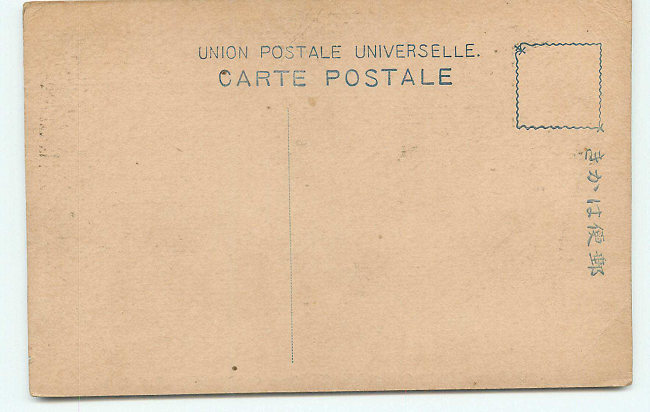 UNION POSTALE UNIVERSELLE.
CARTE POSTALE
郵便はかき